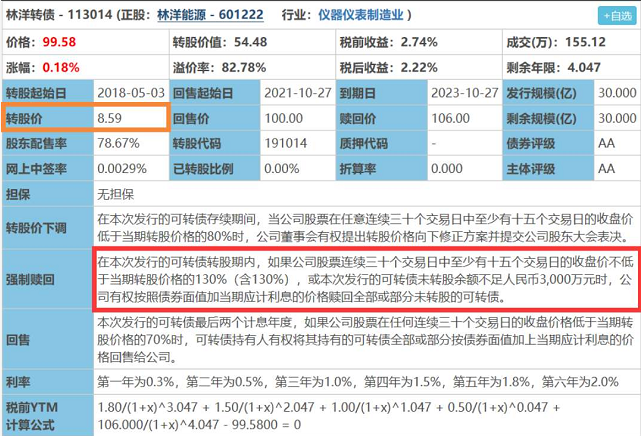 林洋转债 - 113014 (正股：林洋能源 - 601222 行业：仪器仪表制造业 ) +自选
价格：99.58 转股价值：54.48 税前收益：2.74% 成交(万)：155.12
涨幅：0.18% 溢价率：82.78% 税后收益：2.22% 剩余年限：4.047
转股起始日 2018-05-03 回售起始日 2021-10-27 到期日 2023-10-27 发行规模(亿) 30.000
转股价 8.59 回售价 100.00 赎回价 106.00 剩余规模(亿) 30.000
股东配售率 78.67% 转股代码 191014 质押代码 - 债券评级 AA
网上中签率 0.0029% 已转股比例 0.00% 折算率 0.000 主体评级 AA
担保 无担保
转股价下调 在本次发行的可转债存续期间，当公司股票在任意连续三十个交易日中至少有十五个交易日的收盘价
低于当期转股价格的80%时，公司董事会有权提出转股价格向下修正方案并提交公司股东大会表决。
强制赎回 在本次发行的可转债转股期内，如果公司股票连续三十个交易日中至少有十五个交易日的收盘价不低
于当期转股价格的130%（含130%），或本次发行的可转债未转股余额不足人民币3,000万元时，公
司有权按照债券面值加当期应计利息的价格赎回全部或部分未转股的可转债。
回售 本次发行的可转债最后两个计息年度，如果公司股票在任何连续三十个交易日的收盘价格低于当期转
股价格的70%时，可转债持有人有权将其持有的可转债全部或部分按债券面值加上当期应计利息的价
格回售给公司。
利率 第一年为0.3%，第二年为0.5%，第三年为1.0%，第四年为1.5%，第五年为1.8%，第六年为2.0%
税前YTM 1.80/(1+x)^3.047 + 1.50/(1+x)^2.047 + 1.00/(1+x)^1.047 + 0.50/(1+x)^0.047 +
计算公式 106.000/(1+x)^4.047 - 99.5800 = 0